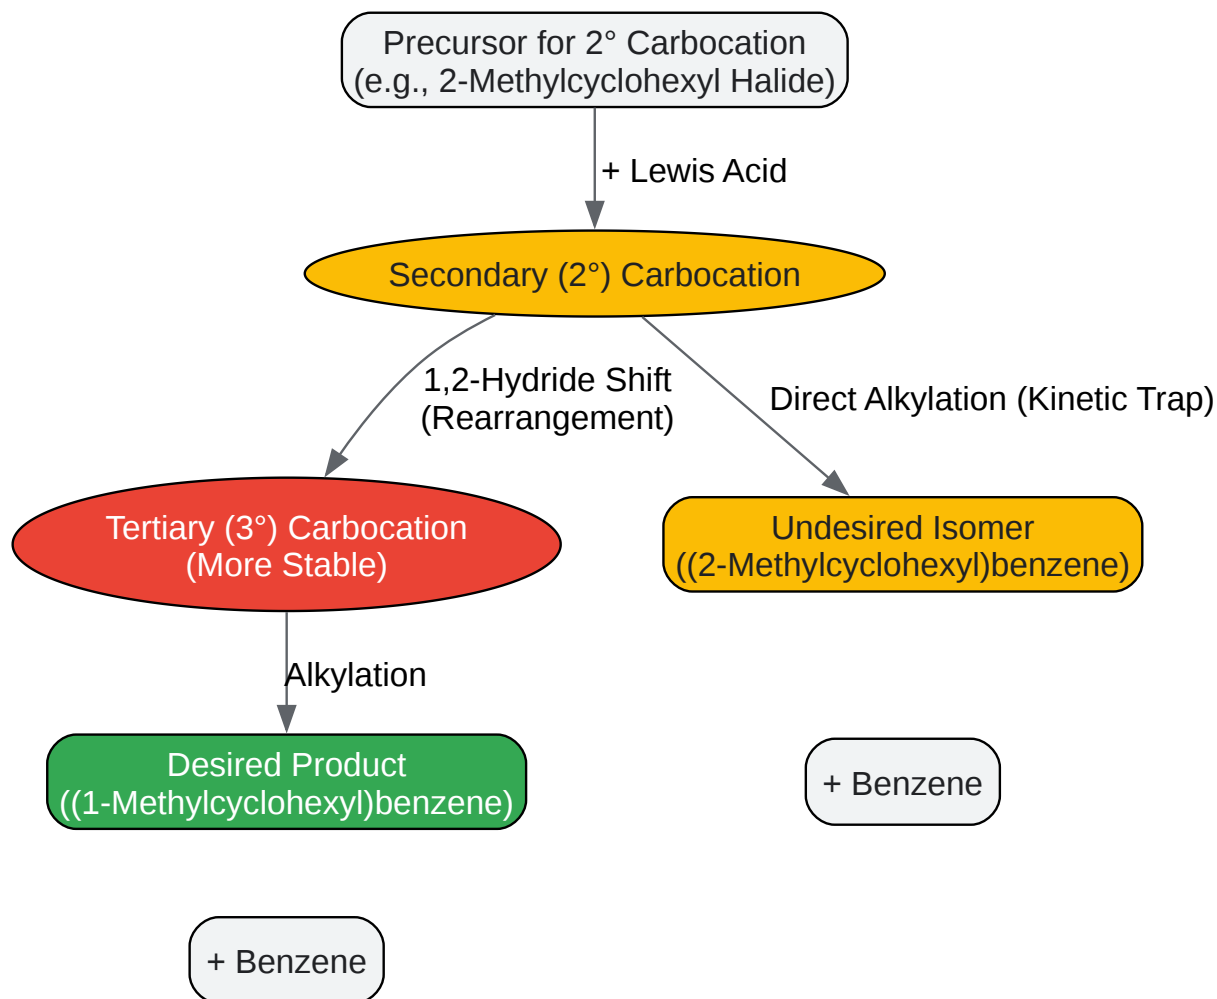 Precursor for 2° Carbocation
(e.g., 2-Methylcyclohexyl Halide)
+ Lewis Acid
Secondary (2°) Carbocation
1,2-Hydride Shift
(Rearrangement)
Direct Alkylation (Kinetic Trap)
Tertiary (3°) Carbocation
(More Stable)
Undesired Isomer
((2-Methylcyclohexyl)benzene)
Alkylation
Desired Product
((1-Methylcyclohexyl)benzene)
+ Benzene
+ Benzene